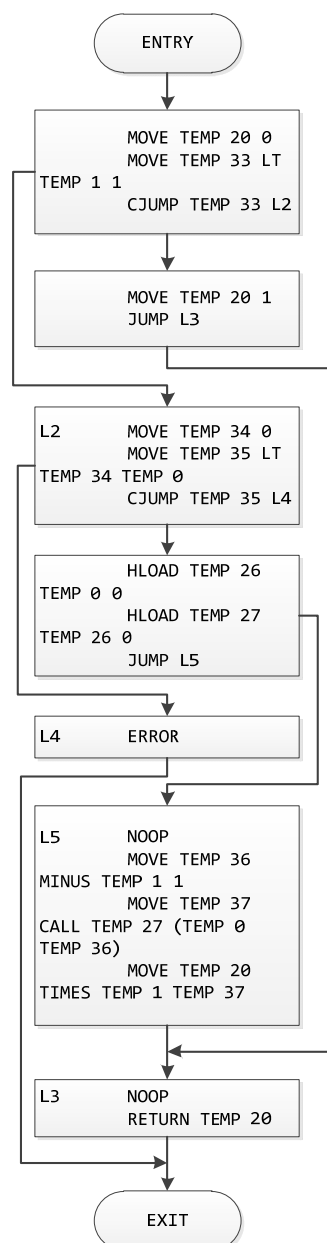 ENTRY
MOVE TEMP 20 0
MOVE TEMP 33 LT
TEMP 1 1
CJUMP TEMP 33 L2
MOVE TEMP 20 1
JUMP L3
L2 MOVE TEMP 34 0
MOVE TEMP 35 LT
TEMP 34 TEMP 0
CJUMP TEMP 35 L4
HLOAD TEMP 26
TEMP 0 0
HLOAD TEMP 27
TEMP 26 0
JUMP L5
L4 ERROR
L5 NOOP
MOVE TEMP 36
MINUS TEMP 1 1
MOVE TEMP 37
CALL TEMP 27 (TEMP 0
TEMP 36)
MOVE TEMP 20
TIMES TEMP 1 TEMP 37
L3 NOOP
RETURN TEMP 20
EXIT